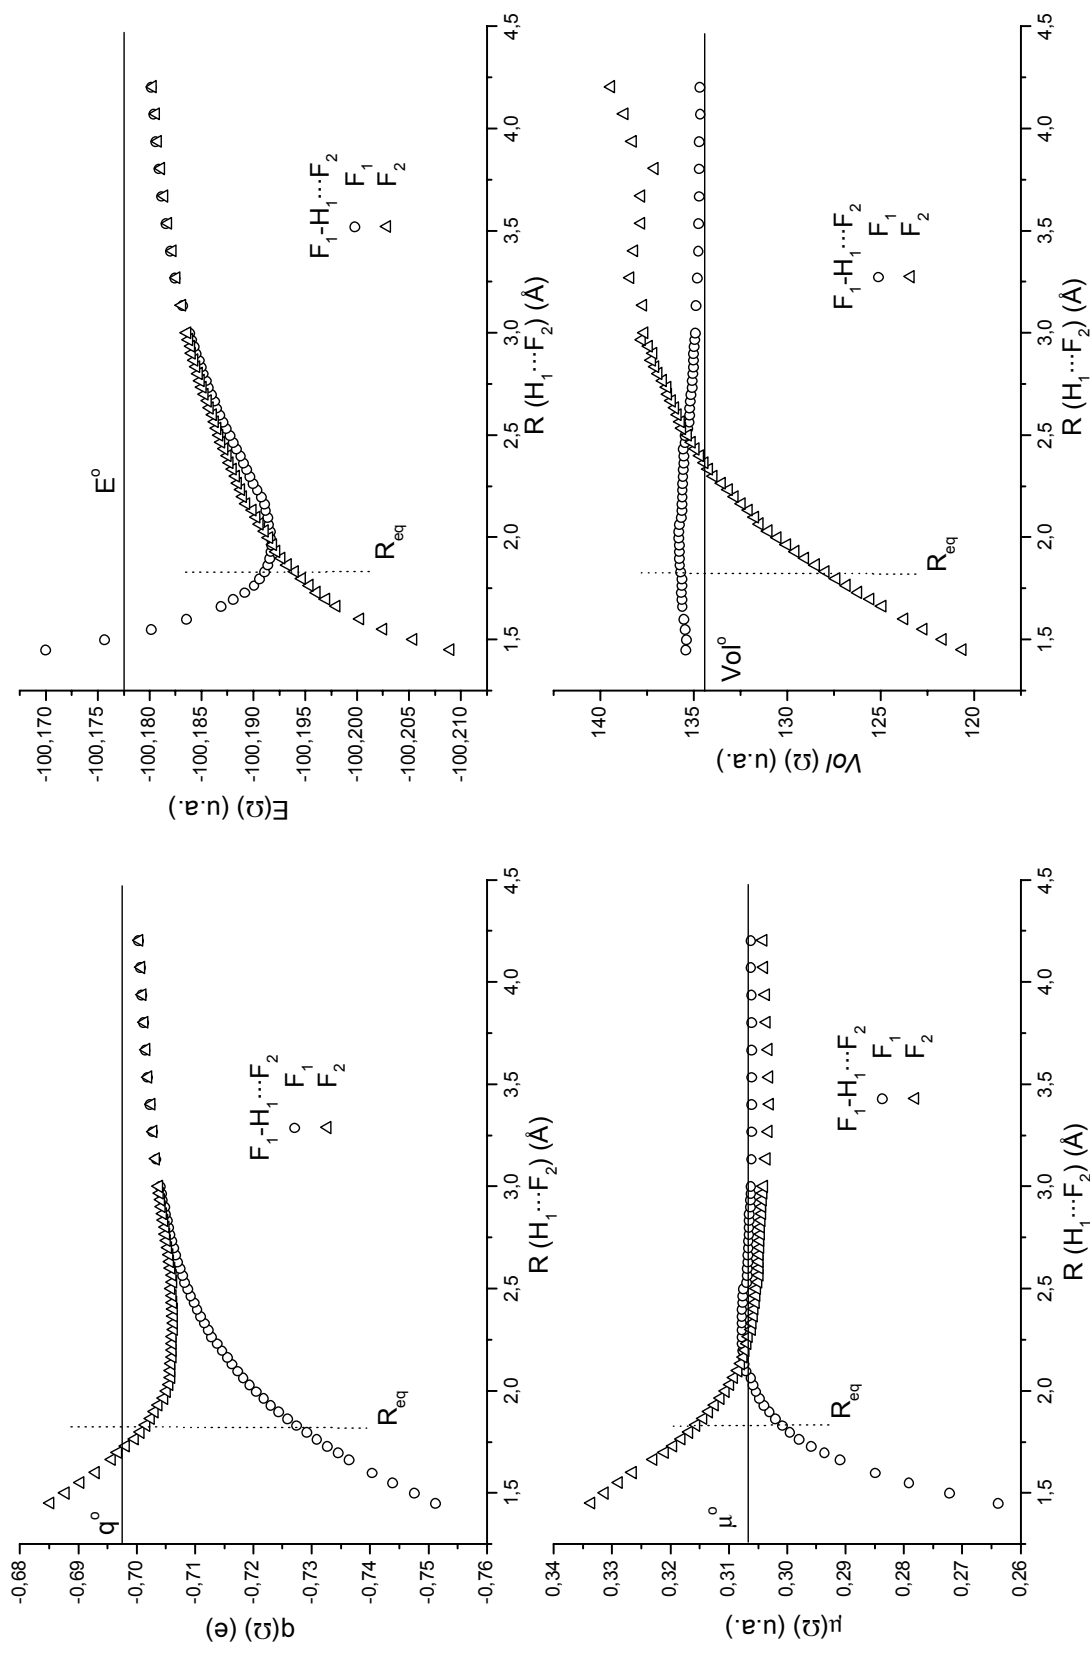 -0,68
-0,69
-0,70
-0,71
-0,72
-0,73
-0,74
-0,75
-0,76
q(Ω) (e)
q°
R_eq
F₁-H₁···F₂
F₁
F₂
1,5
2,0
2,5
3,0
3,5
4,0
4,5
R (H₁···F₂) (Å)
-100,170
-100,175
-100,180
-100,185
-100,190
-100,195
-100,200
-100,205
-100,210
E(Ω) (u.a.)
E°
R_eq
F₁-H₁···F₂
F₁
F₂
1,5
2,0
2,5
3,0
3,5
4,0
4,5
R (H₁···F₂) (Å)
0,34
0,33
0,32
0,31
0,30
0,29
0,28
0,27
0,26
μ(Ω) (u.a.)
μ°
R_eq
F₁-H₁···F₂
F₁
F₂
1,5
2,0
2,5
3,0
3,5
4,0
4,5
R (H₁···F₂) (Å)
140
135
130
125
120
Vol (Ω) (u.a.)
Vol°
R_eq
F₁-H₁···F₂
F₁
F₂
1,5
2,0
2,5
3,0
3,5
4,0
4,5
R (H₁···F₂) (Å)